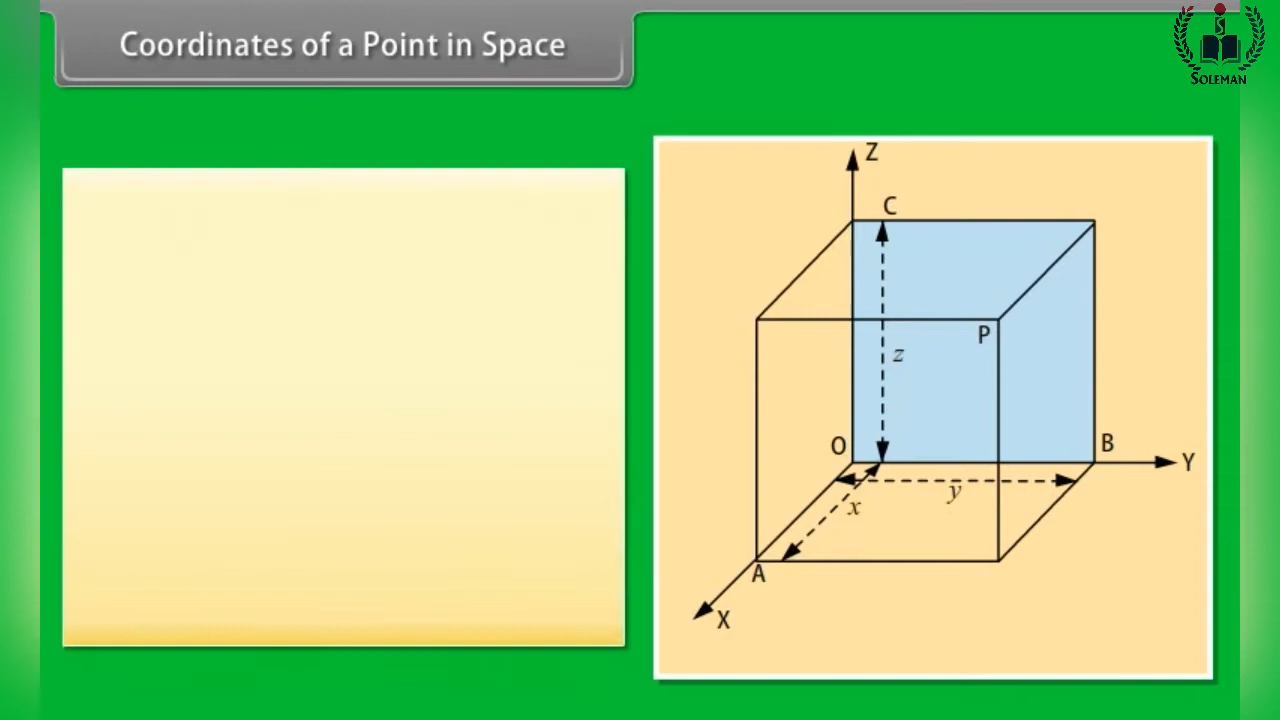 Coordinates of a Point in Space
SOLEMAN
Z
C
P
z
O
B
Y
y
x
A
X